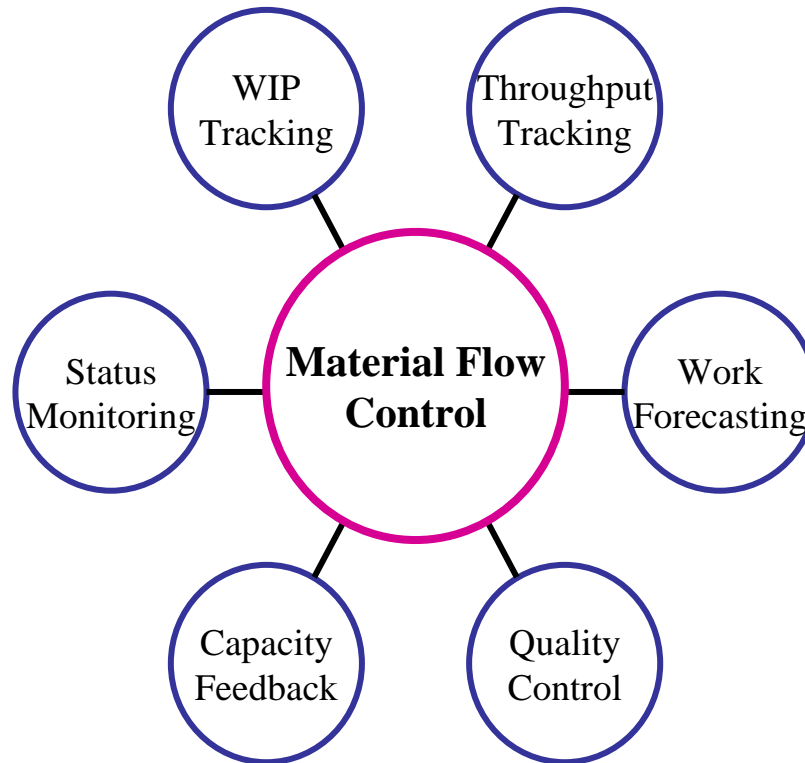 WIP
Tracking
Throughput
Tracking
Status
Monitoring
Material Flow
Control
Work
Forecasting
Capacity
Feedback
Quality
Control